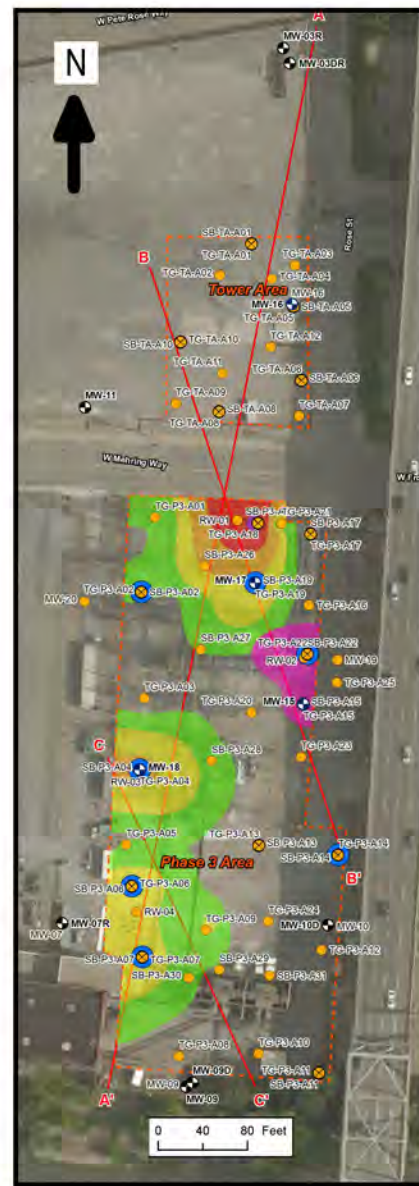 W Pete Rose Way
A
MW-03R
MW-03DR
N
Rose St
SB-TA-A01
TG-TA-A01
TG-TA-A03
B
TG-TA-A02
TG-TA-A04
Tower Area
MW-16
MW-16
SB-TA-A05
TG-TA-A05
SB-TA-A10
TG-TA-A10
TG-TA-A12
TG-TA-A11
SB-TA-A06
TG-TA-A09
MW-11
SB-TA-A08
TG-TA-A07
W Mehring Way
TG-P3-A01
RW-01
TG-P3-A21
SB-P3-A17
TG-P3-A18
TG-P3-A17
SB-P3-A26
TG-P3-A02
SB-P3-A02
MW-17
SB-P3-A19
TG-P3-A19
MW-20
TG-P3-A16
SB-P3-A27
TG-P3-A22
SB-P3-A22
RW-02
MW-19
TG-P3-A25
TG-P3-A03
MW-15
SB-P3-A15
TG-P3-A20
TG-P3-A15
C
SB-P3-A04
MW-18
SB-P3-A28
TG-P3-A23
RW-03
TG-P3-A04
TG-P3-A05
TG-P3-A13
SB-P3-A13
TG-P3-A14
SB-P3-A14
Phase 3 Area
B'
SB-P3-A06
TG-P3-A06
RW-04
MW-07R
MW-07
TG-P3-A09
TG-P3-A24
MW-10D
MW-10
TG-P3-A12
SB-P3-A07
TG-P3-A07
SB-P3-A30
SB-P3-A29
SB-P3-A31
TG-P3-A08
TG-P3-A10
TG-P3-A11
SB-P3-A11
MW-09D
MW-09
MW-09
A'
C'
0 40 80
Feet